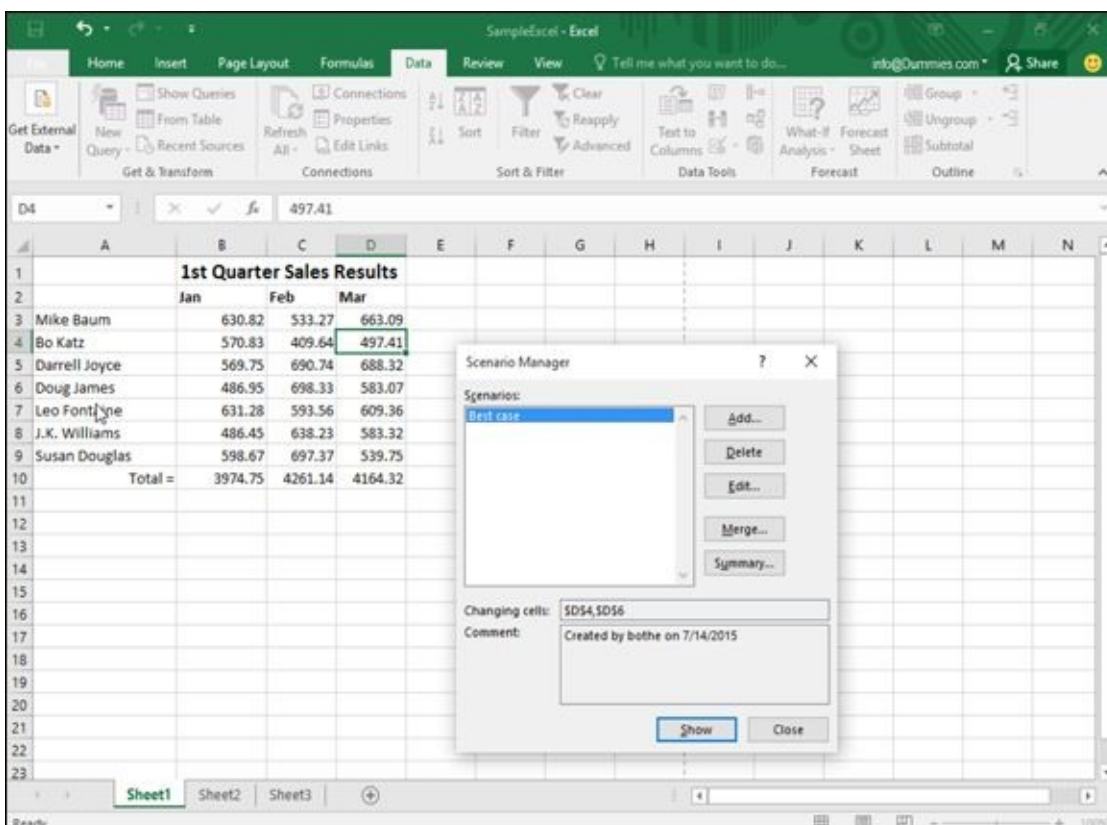 SampleExcel - Excel
Home Insert Page Layout Formulas Data Review View Tell me what you want to do... info@Dummies.com Share
Get External Data
New Query
Show Queries
From Table
Recent Sources
Get & Transform
Refresh All
Connections
Properties
Edit Links
Connections
Sort
Filter
Clear
Reapply
Advanced
Sort & Filter
Text to Columns
Data Tools
What-If Analysis
Forecast Sheet
Forecast
Group
Ungroup
Subtotal
Outline
D4 fx 497.41
A B C D E F G H I J K L M N
1 1st Quarter Sales Results
2 Jan Feb Mar
3 Mike Baum 630.82 533.27 663.09
4 Bo Katz 570.83 409.64 497.41
5 Darrell Joyce 569.75 690.74 688.32
6 Doug James 486.95 698.33 583.07
7 Leo 631.28 593.56 609.36
8 J.K. Williams 486.45 638.23 583.32
9 Susan Douglas 598.67 697.37 539.75
10 Total = 3974.75 4261.14 4164.32
11
12
13
14
15
16
17
18
19
20
21
22
23
Scenario Manager ? X
Scenarios:
Best case
Add...
Delete
Edit...
Merge...
Summary...
Changing cells: $D$4,$D$6
Comment: Created by bothe on 7/14/2015
Show Close
Sheet1 Sheet2 Sheet3
Ready 100%